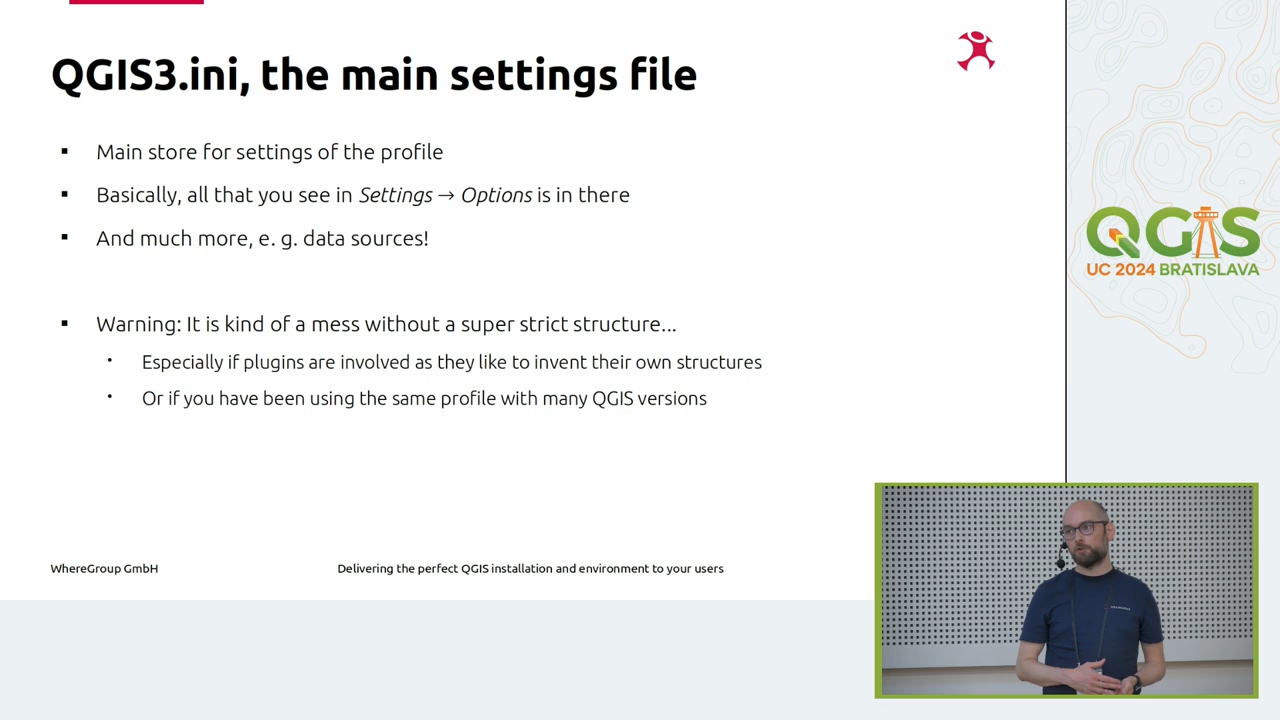 QGIS3.ini, the main settings file
Main store for settings of the profile
Basically, all that you see in Settings → Options is in there
And much more, e. g. data sources!
Warning: It is kind of a mess without a super strict structure...
Especially if plugins are involved as they like to invent their own structures
Or if you have been using the same profile with many QGIS versions
WhereGroup GmbH
Delivering the perfect QGIS installation and environment to your users
QGIS
UC 2024 BRATISLAVA